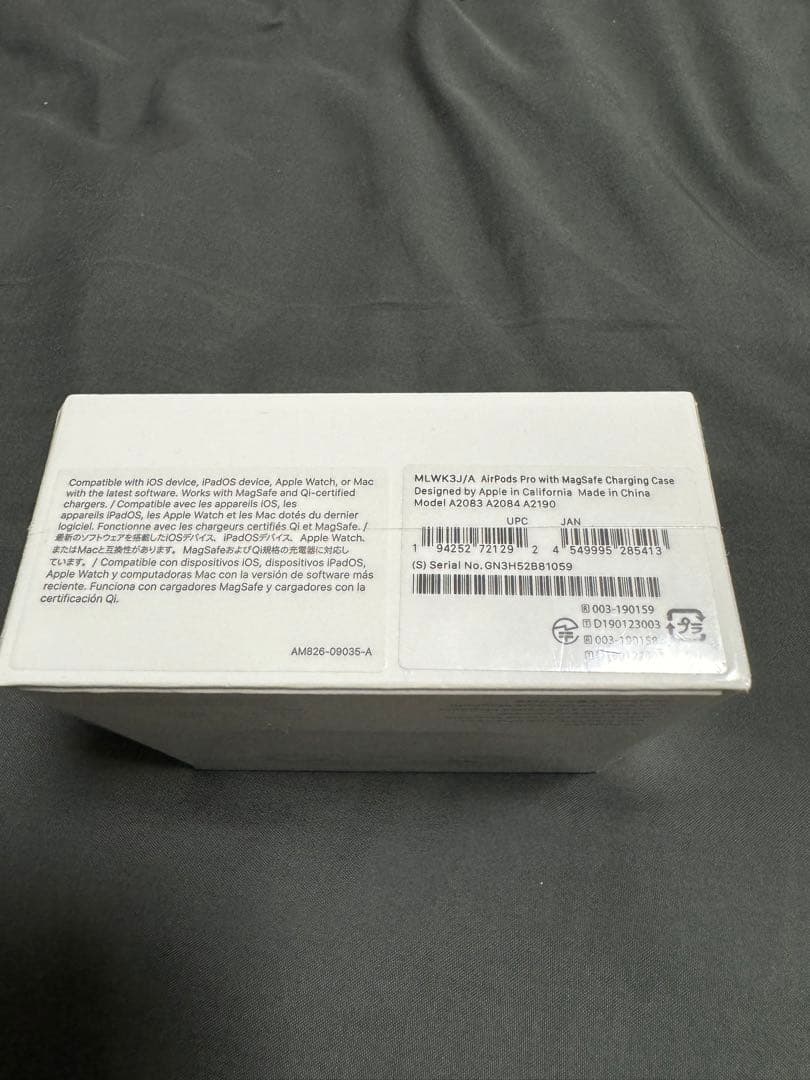 Compatible with iOS device, iPadOS device, Apple Watch, or Mac
with the latest software. Works with MagSafe and Qi-certified
chargers. / Compatible avec les appareils iOS, les
appareils iPadOS, les Apple Watch et les Mac dotés du dernier
logiciel. Fonctionne avec les chargeurs certifiés Qi et MagSafe. /
最新のソフトウェアを搭載したiOSデバイス、iPadOSデバイス、Apple Watch、
またはMacと互換性があります。MagSafeおよびQi規格の充電器に対応し
ています。/ Compatible con dispositivos iOS, dispositivos iPadOS,
Apple Watch y computadoras Mac con la versión de software más
reciente. Funciona con cargadores MagSafe y cargadores con la
certificación Qi.
AM826-09035-A
MLWK3J/A AirPods Pro with MagSafe Charging Case
Designed by Apple in California Made in China
Model A2083 A2084 A2190
UPC JAN
1 94252 72129 2 4 549995 285413
(S) Serial No.GN3H52B81059
R 003-190159
T D190123003
R 003-190158
プラ